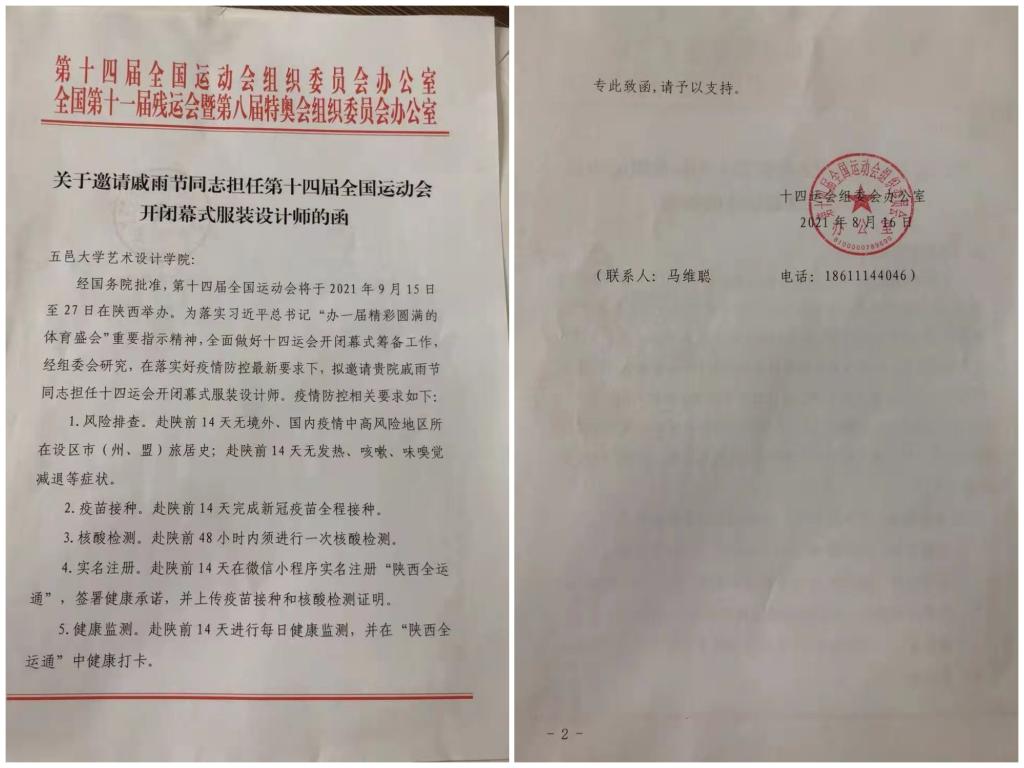 第十四届全国运动会组织委员会办公室
全国第十一届残运会暨第八届特奥会组织委员会办公室
关于邀请戚雨节同志担任第十四届全国运动会
开闭幕式服装设计师的函
五邑大学艺术设计学院：
经国务院批准，第十四届全国运动会将于2021年9月15日
至27日在陕西举办。为落实习近平总书记“办一届精彩圆满的
体育盛会”重要指示精神，全面做好十四运会开闭幕式筹备工作，
经组委会研究，在落实好疫情防控最新要求下，拟邀请贵院戚雨节
同志担任十四运会开闭幕式服装设计师。疫情防控相关要求如下：
1.风险排查。赴陕前14天无境外、国内疫情中高风险地区所
在设区市（州、盟）旅居史；赴陕前14天无发热、咳嗽、味嗅觉
减退等症状。
2.疫苗接种。赴陕前14天完成新冠疫苗全程接种。
3.核酸检测。赴陕前48小时内须进行一次核酸检测。
4.实名注册。赴陕前14天在微信小程序实名注册“陕西全运
通”，签署健康承诺，并上传疫苗接种和核酸检测证明。
5.健康监测。赴陕前14天进行每日健康监测，并在“陕西全
运通”中健康打卡。
专此致函，请予以支持。
十四运会组委会办公室
2021年8月16日
第十四届全国运动会组织委员会
办公室
6100000789600
（联系人：马维聪 电话：18611144046）
- 2 -